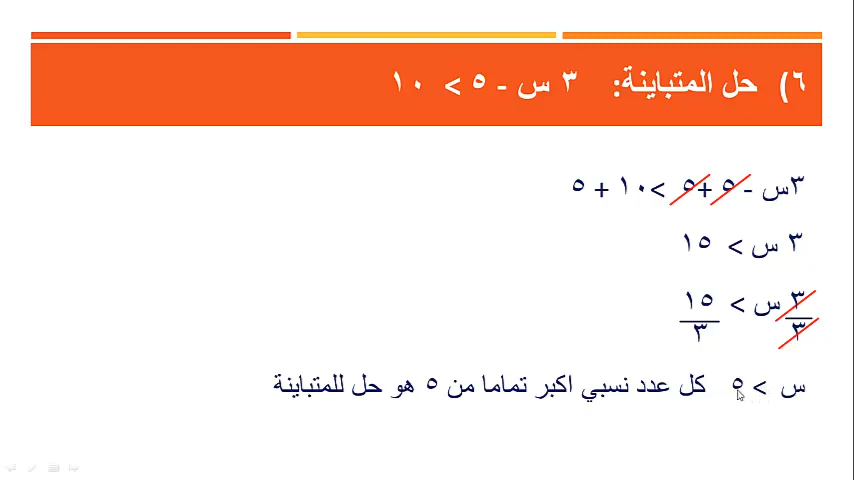 ٦) حل المتباينة: ٣ س - ٥ > ١٠
٣س - ٥ + ٥ > ١٠ + ٥
٣ س > ١٥
٣ س > ١٥
٣ ٣
س > ٥ كل عدد نسبي اكبر تماما من ٥ هو حل للمتباينة